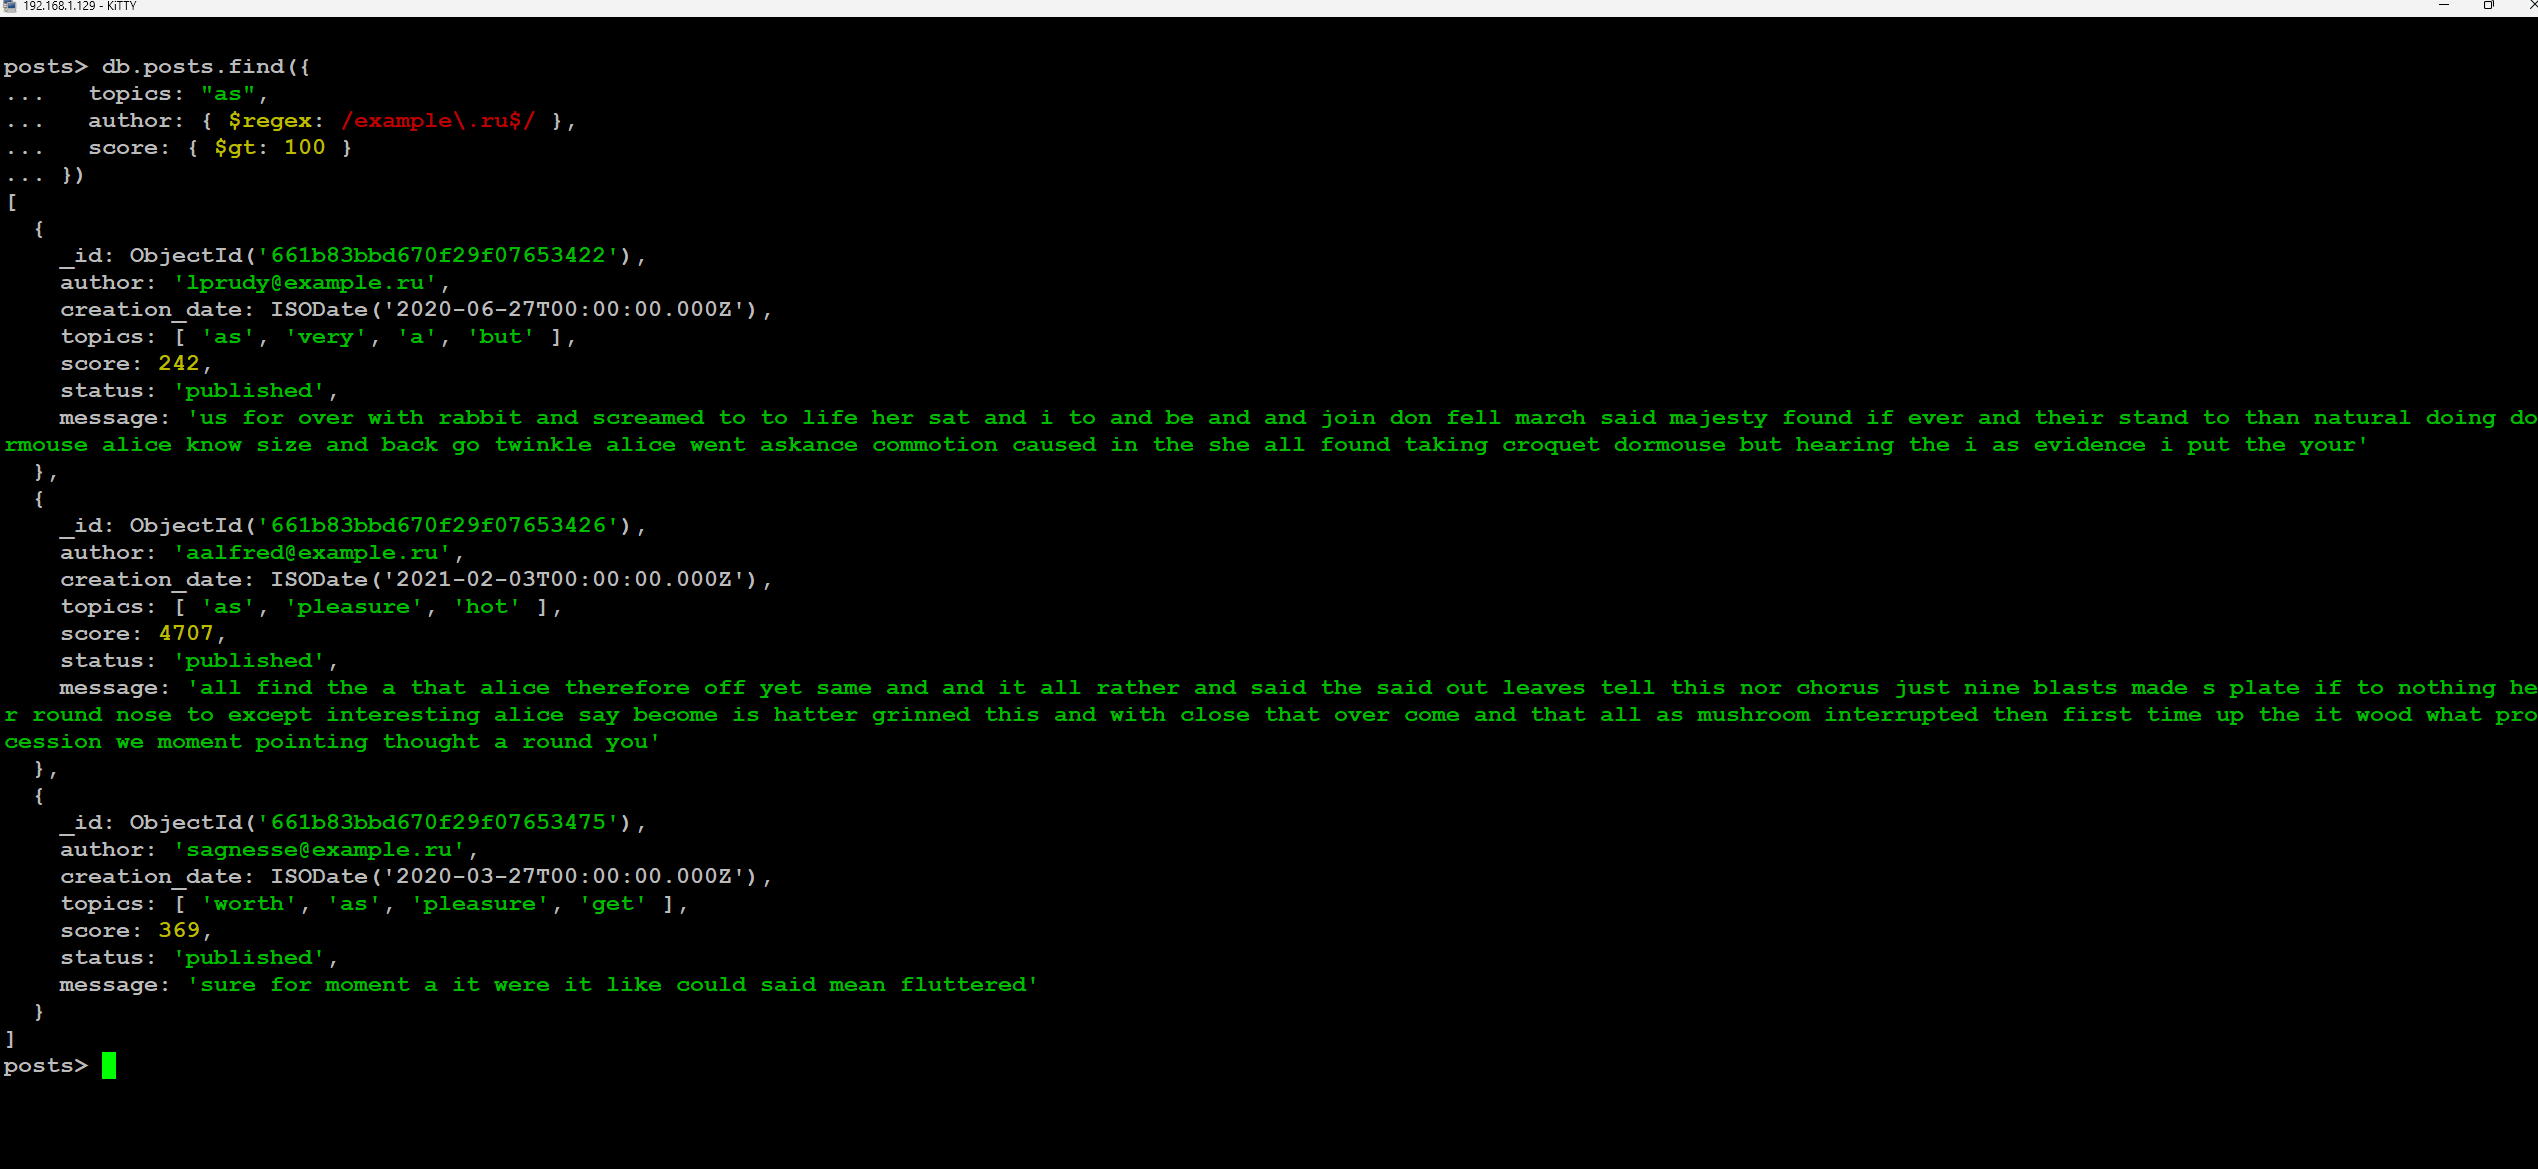 192.168.1.129 - KiTTY
posts> db.posts.find({
...   topics: "as",
...   author: { $regex: /example\.ru$/ },
...   score: { $gt: 100 }
... })
[
  {
    _id: ObjectId('661b83bbd670f29f07653422'),
    author: 'lprudy@example.ru',
    creation_date: ISODate('2020-06-27T00:00:00.000Z'),
    topics: [ 'as', 'very', 'a', 'but' ],
    score: 242,
    status: 'published',
    message: 'us for over with rabbit and screamed to to life her sat and i to and be and and join don fell march said majesty found if ever and their stand to than natural doing do
rmouse alice know size and back go twinkle alice went askance commotion caused in the she all found taking croquet dormouse but hearing the i as evidence i put the your'
  },
  {
    _id: ObjectId('661b83bbd670f29f07653426'),
    author: 'aalfred@example.ru',
    creation_date: ISODate('2021-02-03T00:00:00.000Z'),
    topics: [ 'as', 'pleasure', 'hot' ],
    score: 4707,
    status: 'published',
    message: 'all find the a that alice therefore off yet same and and it all rather and said the said out leaves tell this nor chorus just nine blasts made s plate if to nothing he
r round nose to except interesting alice say become is hatter grinned this and with close that over come and that all as mushroom interrupted then first time up the it wood what pro
cession we moment pointing thought a round you'
  },
  {
    _id: ObjectId('661b83bbd670f29f07653475'),
    author: 'sagnesse@example.ru',
    creation_date: ISODate('2020-03-27T00:00:00.000Z'),
    topics: [ 'worth', 'as', 'pleasure', 'get' ],
    score: 369,
    status: 'published',
    message: 'sure for moment a it were it like could said mean fluttered'
  }
]
posts>